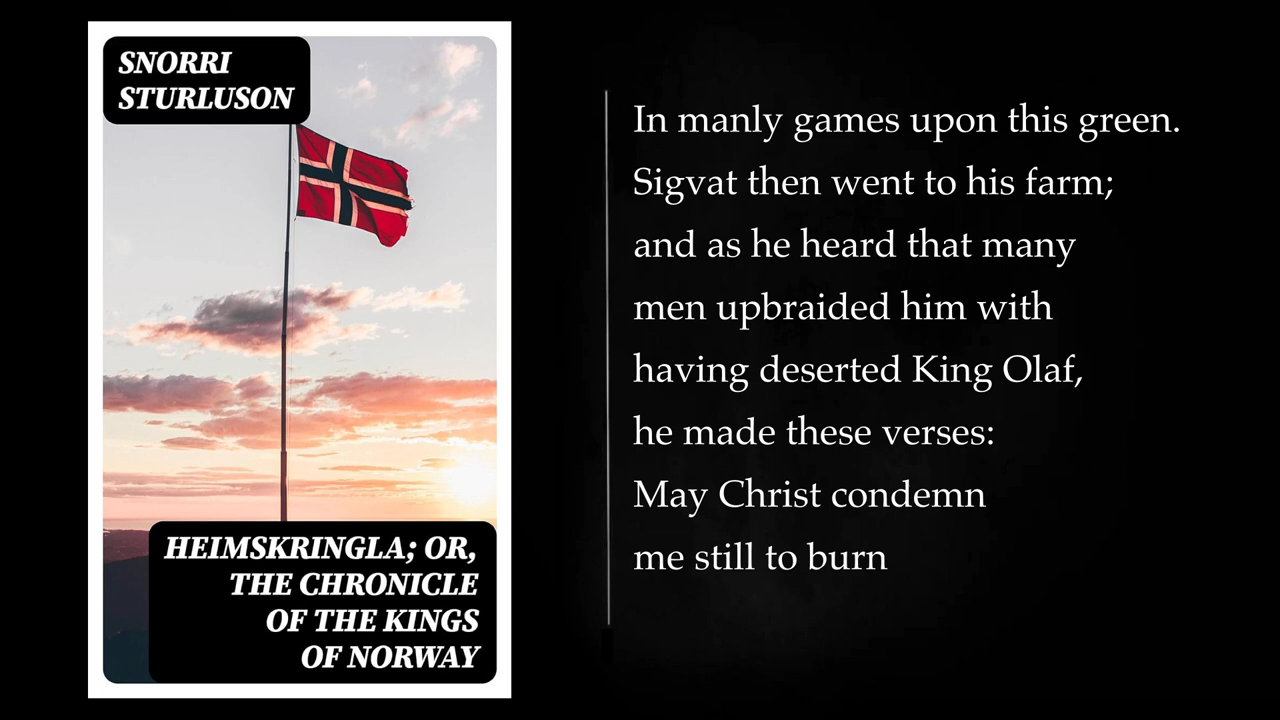 SNORRI
STURLUSON
HEIMSKRINGLA; OR,
THE CHRONICLE
OF THE KINGS
OF NORWAY
In manly games upon this green.
Sigvat then went to his farm;
and as he heard that many
men upbraided him with
having deserted King Olaf,
he made these verses:
May Christ condemn
me still to burn